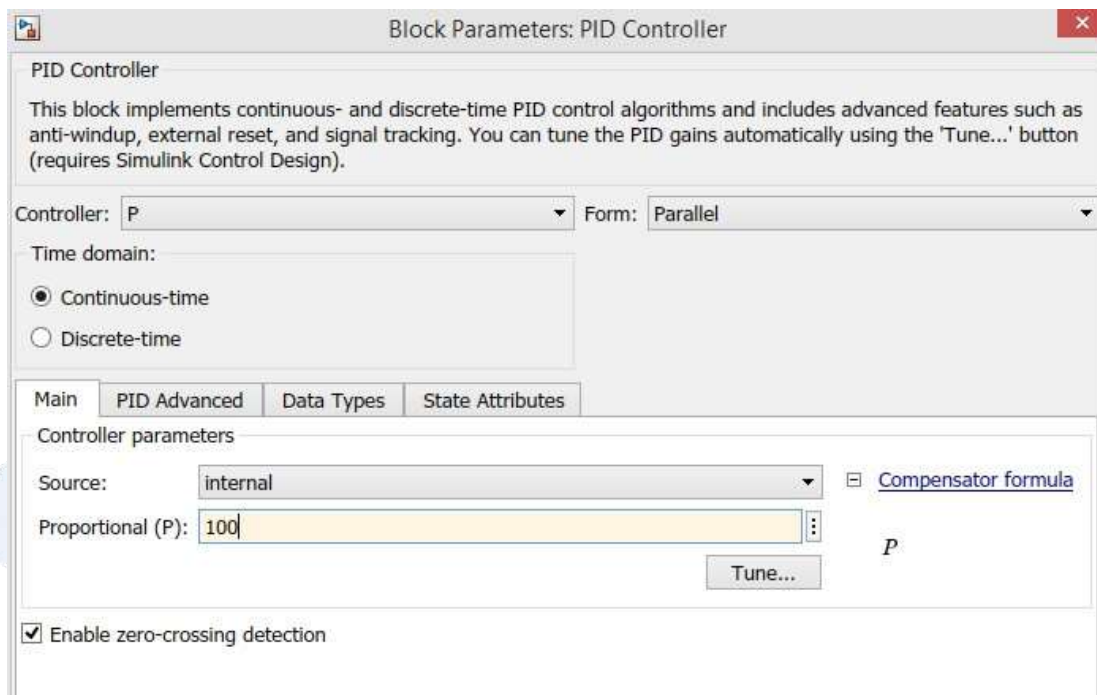 Block Parameters: PID Controller
PID Controller
This block implements continuous- and discrete-time PID control algorithms and includes advanced features such as
anti-windup, external reset, and signal tracking. You can tune the PID gains automatically using the 'Tune...' button
(requires Simulink Control Design).
Controller: P Form: Parallel
Time domain:
Continuous-time
Discrete-time
Main PID Advanced Data Types State Attributes
Controller parameters
Source: internal Compensator formula
Proportional (P): 100
P
Tune...
Enable zero-crossing detection